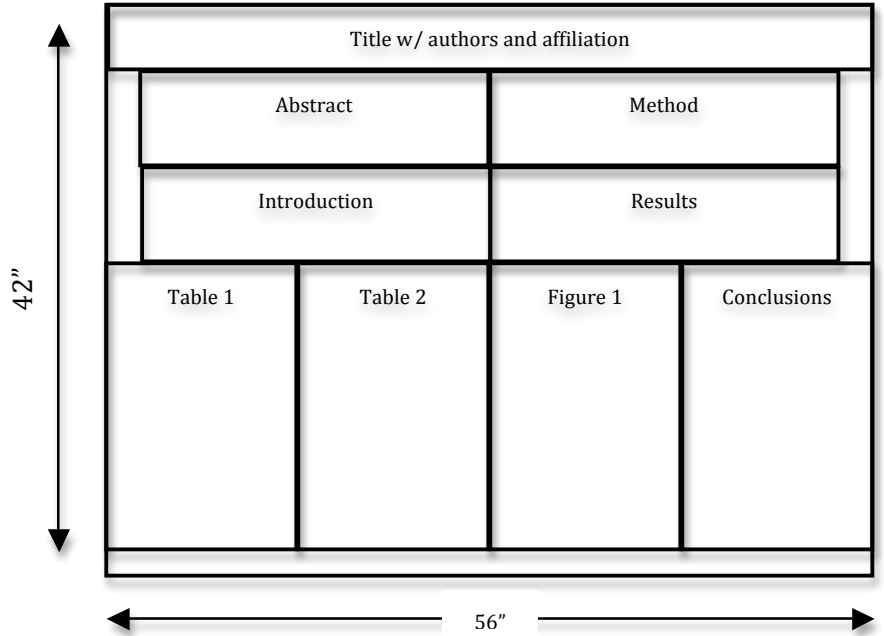 Title w/ authors and affiliation
Abstract
Method
Introduction
Results
Table 1
Table 2
Figure 1
Conclusions
42”
56”